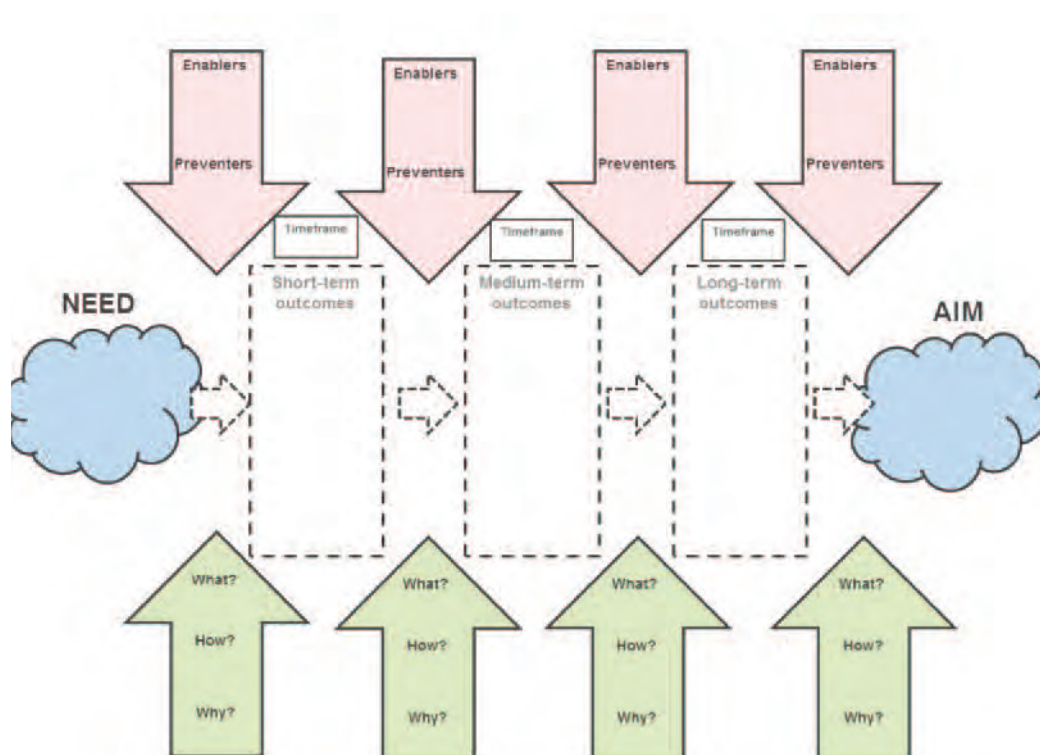 Enablers
Enablers
Enablers
Enablers
Preventers
Preventers
Preventers
Preventers
Timeframe
Timeframe
Timeframe
Short-term
outcomes
Medium-term
outcomes
Long-term
outcomes
NEED
AIM
What?
What?
What?
What?
How?
How?
How?
How?
Why?
Why?
Why?
Why?